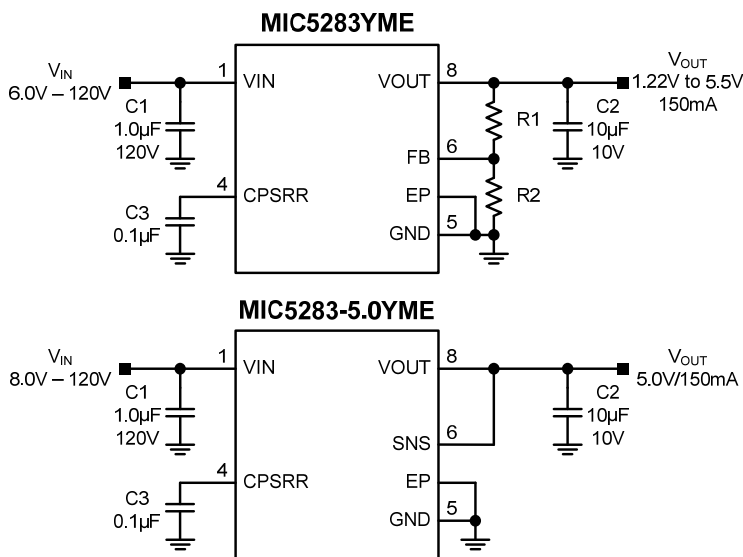 MIC5283YME
VIN
6.0V – 120V
1
VIN
VOUT
8
VOUT
1.22V to 5.5V
150mA
C1
1.0µF
120V
R1
C2
10µF
10V
FB
6
4
CPSRR
EP
R2
C3
0.1µF
GND
5
MIC5283-5.0YME
VIN
8.0V – 120V
1
VIN
VOUT
8
VOUT
5.0V/150mA
C1
1.0µF
120V
C2
10µF
10V
SNS
6
4
CPSRR
EP
C3
0.1µF
GND
5